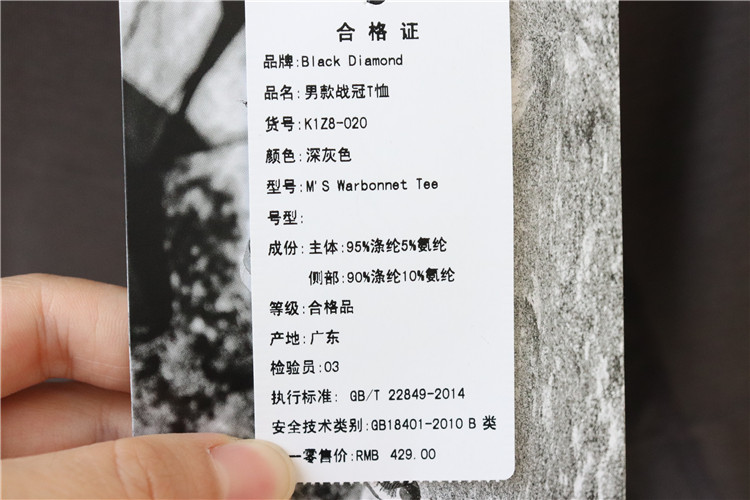 合格证
品牌:Black Diamond
品名:男款战冠T恤
货号:K1Z8-020
颜色:深灰色
型号:M'S Warbonnet Tee
号型:
成份:主体:95%涤纶5%氨纶
侧部:90%涤纶10%氨纶
等级:合格品
产地:广东
检验员:03
执行标准: GB/T 22849-2014
安全技术类别:GB18401-2010 B 类
一零售价:RMB 429.00